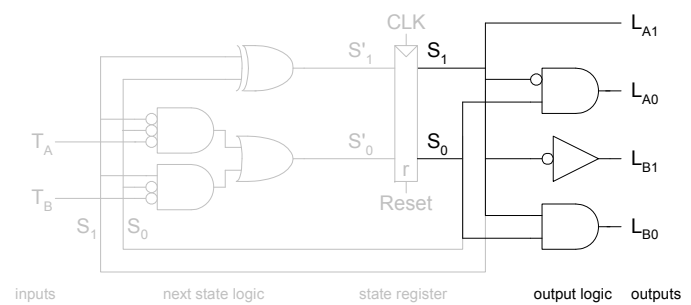 CLK
S'1 S1 LA1
LA0
TA S'0 S0 LB1
r
TB Reset
S1 S0 LB0
inputs next state logic state register output logic outputs